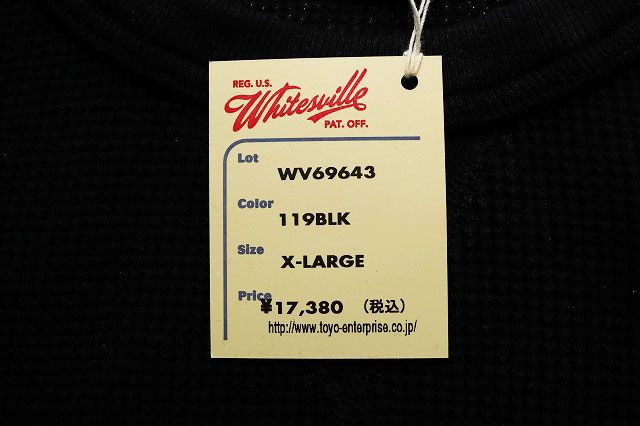 REG. U.S.
Whitesville
PAT. OFF.
Lot
WV69643
Color
119BLK
Size
X-LARGE
Price
¥17,380 (税込)
http://www.toyo-enterprise.co.jp/